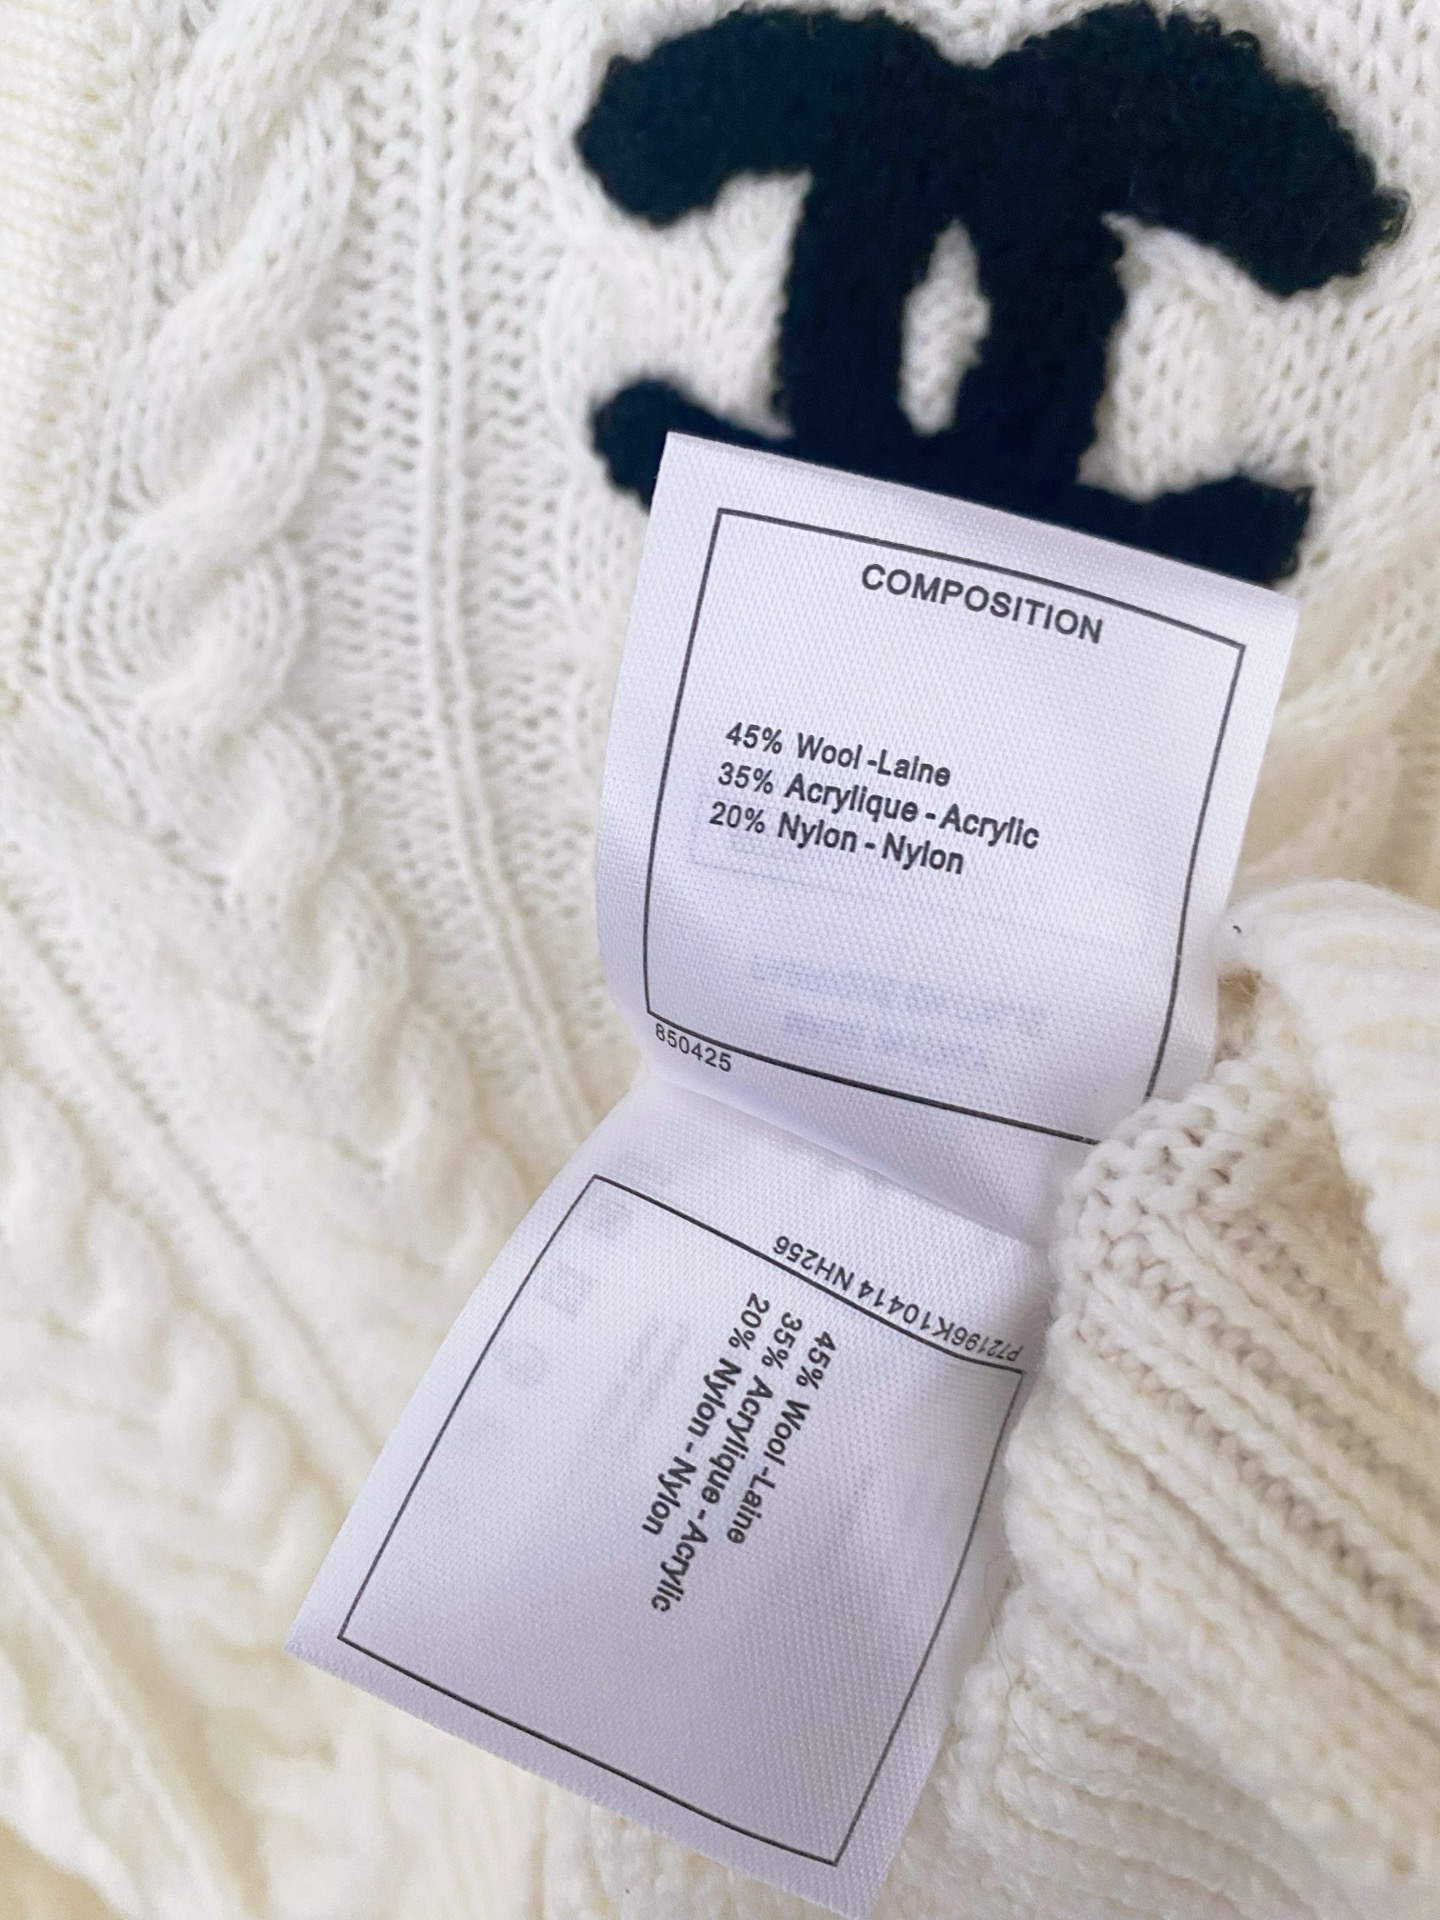 COMPOSITION
45% Wool -Laine
35% Acrylique - Acrylic
20% Nylon - Nylon
850425
P72196K10414 NH256
45% Wool -Laine
35% Acrylique - Acrylic
20% Nylon - Nylon